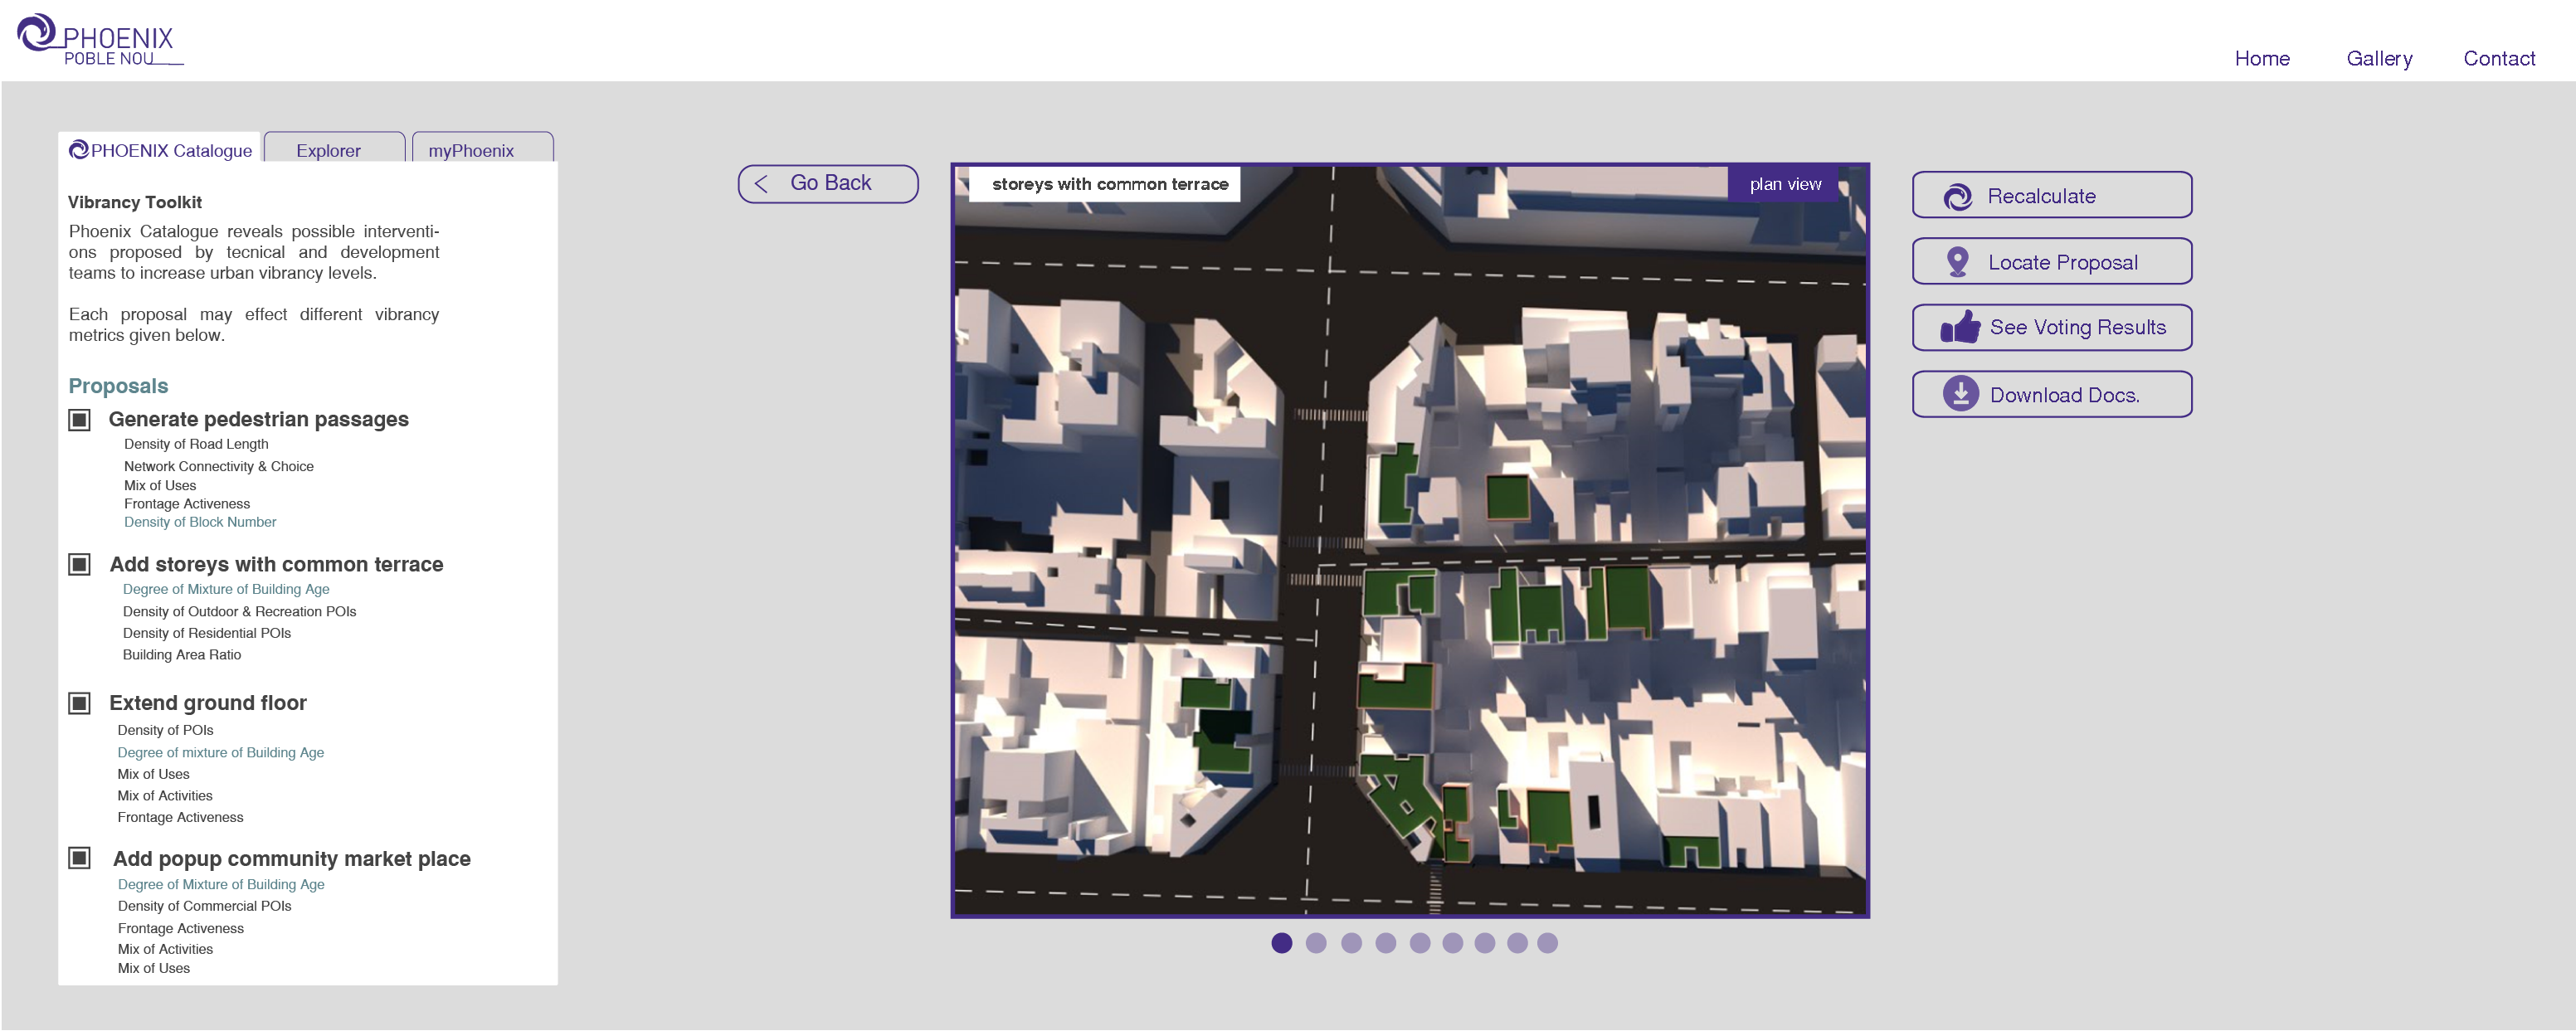 PHOENIX
POBLE NOU
Home Gallery Contact
PHOENIX Catalogue Explorer myPhoenix
Vibrancy Toolkit
Phoenix Catalogue reveals possible interventi-
ons proposed by tecnical and development
teams to increase urban vibrancy levels.
Each proposal may effect different vibrancy
metrics given below.
Proposals
Generate pedestrian passages
Density of Road Length
Network Connectivity & Choice
Mix of Uses
Frontage Activeness
Density of Block Number
Add storeys with common terrace
Degree of Mixture of Building Age
Density of Outdoor & Recreation POIs
Density of Residential POIs
Building Area Ratio
Extend ground floor
Density of POIs
Degree of mixture of Building Age
Mix of Uses
Mix of Activities
Frontage Activeness
Add popup community market place
Degree of Mixture of Building Age
Density of Commercial POIs
Frontage Activeness
Mix of Activities
Mix of Uses
Go Back
storeys with common terrace
plan view
Recalculate
Locate Proposal
See Voting Results
Download Docs.